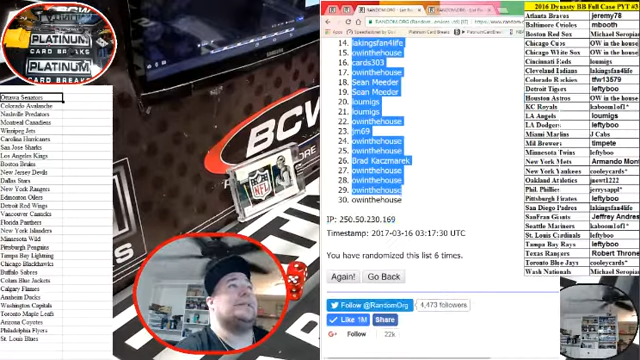 PLATINUM
CARD BREAKS
PLATINUM
CARD BREAKS
Ottawa Senators
Colorado Avalanche
Nashville Predators
Montreal Canadiens
Winnipeg Jets
Carolina Hurricanes
San Jose Sharks
Los Angeles Kings
Boston Bruins
New Jersey Devils
Dallas Stars
New York Rangers
Edmonton Oilers
Detroit Red Wings
Vancouver Canucks
Florida Panthers
New York Islanders
Minnesota Wild
Pittsburgh Penguins
Tampa Bay Lightning
Chicago Blackhawks
Buffalo Sabres
Calgary Flames
Anaheim Ducks
Washington Capitals
Toronto Maple Leafs
Arizona Coyotes
Philadelphia Flyers
St. Louis Blues
BCW
NFL
14. lakingsfan4life
15. owinthehouse
16. cards303
17. owinthehouse
18. Sean Meeder
19. Sean Meeder
20. loumigs
21. loumigs
22. owinthehouse
23. jm69
24. owinthehouse
25. owinthehouse
26. Brad Kaczmarek
27. owinthehouse
28. owinthehouse
29. owinthehouse
30. owinthehouse
IP: 250.50.230.169
Timestamp: 2017-03-16 03:17:30 UTC
You have randomized this list 6 times.
Again!
Go Back
Follow @RandomOrg
4,473 followers
Like 1M
Share
Follow
22k
2016 Dynasty BB Full Case PYT #3
Atlanta Braves jeremy78
Baltimore Orioles mbooth
Boston Red Sox Michael Soropian
Chicago Cubs OW in the house
Chicago White Sox OW in the house
Cincinnati Reds loumigs
Cleveland Indians lakingsfan4life
Colorado Rockies tfwr13579
Detroit Tigers leftyboo
Houston Astros OW in the house
KC Royals kaboom1of1*
LA Angels loumigs
LA Dodgers leftyboo
Miami Marlins J Cabs
Mil Brewers timpete
Minnesota Twins leftyboo
New York Mets Armando
New York Yankees cooleycards*
Oakland Athletics
Phil. Phillies jerrysapp1*
Pittsburgh Pirates leftyboo
San Diego Padres lakingsfan4life
SanFran Giants Jeffrey
Seattle Mariners kaboom1of1*
St. Louis Cardinals leftyboo
Tampa Bay Rays leftyboo
Texas Rangers Robert
Toronto Blue Jays cooleycards*
Wash Nationals Michael Soropian